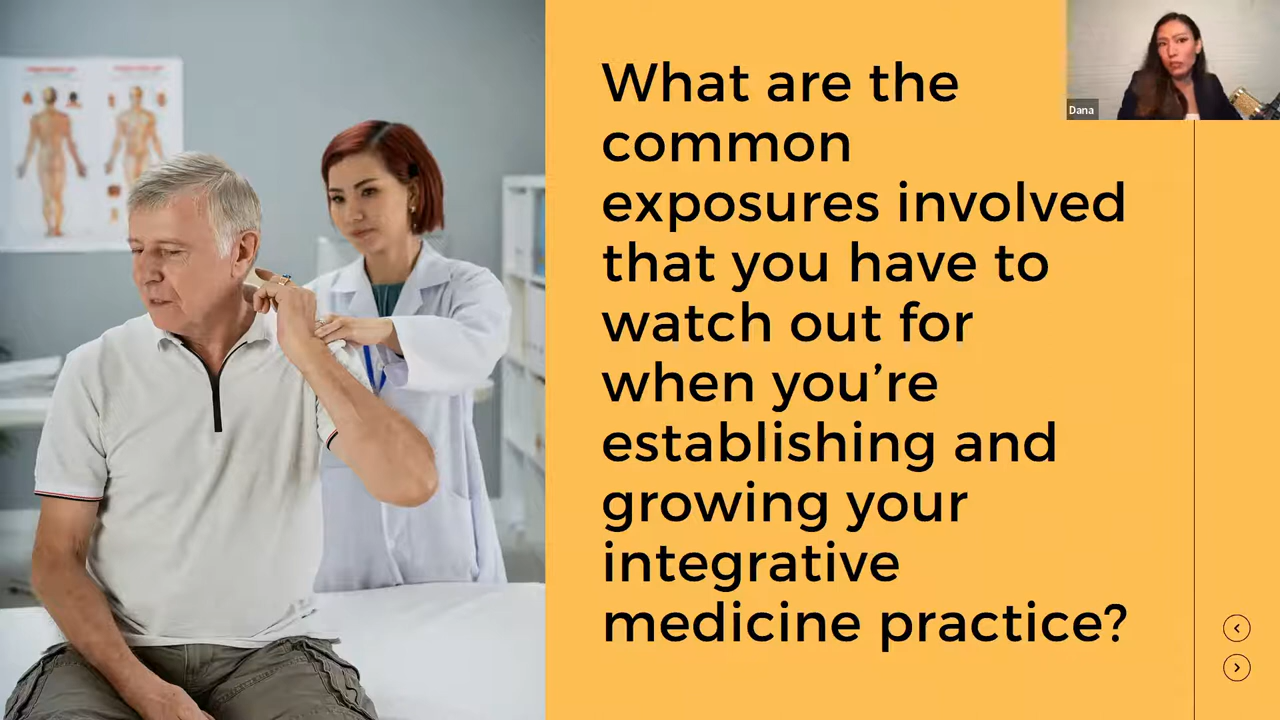 What are the
common
exposures involved
that you have to
watch out for
when you’re
establishing and
growing your
integrative
medicine practice?
Dana